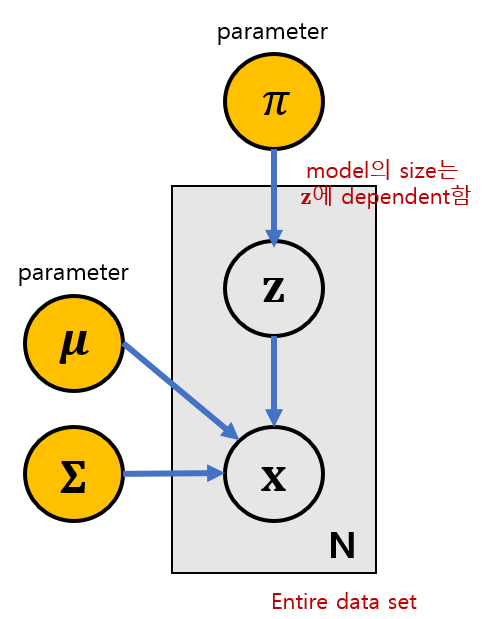 parameter
π
model의 size는
z에 dependent함
z
parameter
μ
Σ
x
N
Entire data set